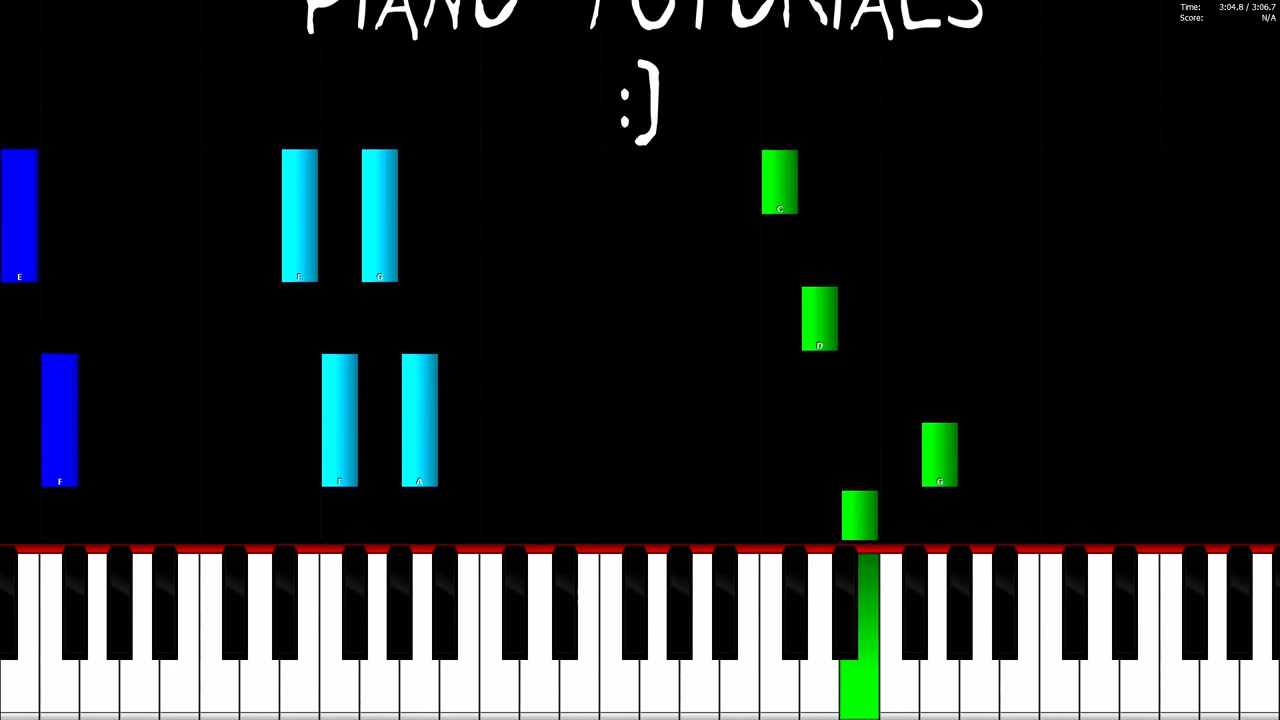 PIANO TUTORIALS
Time: 3:04.8 / 3:06.7
Score: N/A
:]
C
E
E
G
D
F
F
A
G